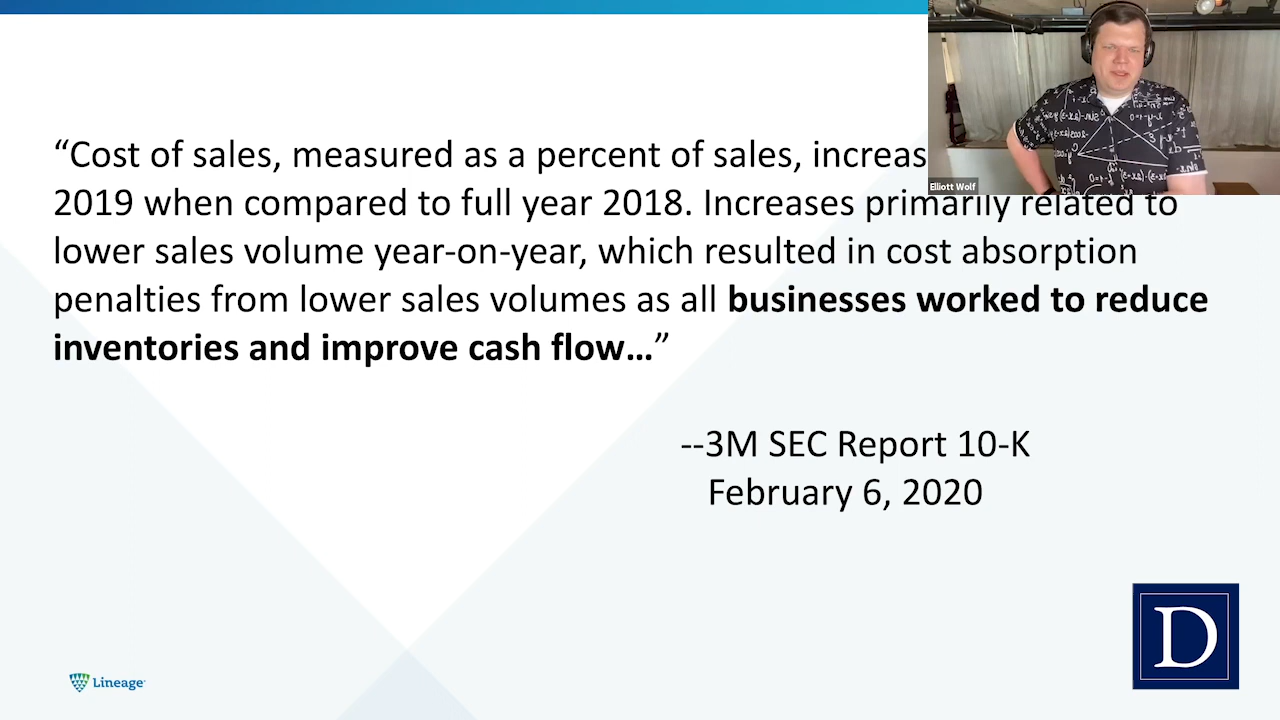 “Cost of sales, measured as a percent of sales, increas
2019 when compared to full year 2018. Increases primarily related to
lower sales volume year-on-year, which resulted in cost absorption
penalties from lower sales volumes as all businesses worked to reduce
inventories and improve cash flow…”
--3M SEC Report 10-K
February 6, 2020
Elliott Wolf
Lineage
D